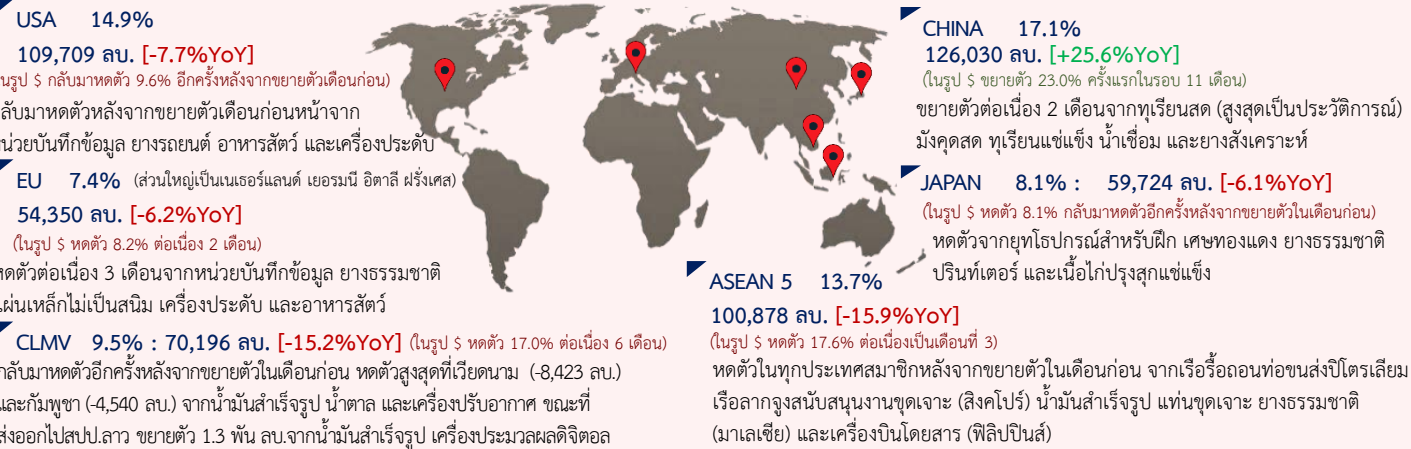 USA 14.9%
109,709 ลบ. [-7.7%YoY]
ในรูป $ กลับมาหดตัว 9.6% อีกครั้งหลังจากขยายตัวเดือนก่อน)
กลับมาหดตัวหลังจากขยายตัวเดือนก่อนหน้าจาก
หน่วยบันทึกข้อมูล ยางรถยนต์ อาหารสัตว์ และเครื่องประดับ
EU 7.4% (ส่วนใหญ่เป็นเนเธอร์แลนด์ เยอรมนี อิตาลี ฝรั่งเศส)
54,350 ลบ. [-6.2%YoY]
(ในรูป $ หดตัว 8.2% ต่อเนื่อง 2 เดือน)
หดตัวต่อเนื่อง 3 เดือนจากหน่วยบันทึกข้อมูล ยางธรรมชาติ
แผ่นเหล็กไม่เป็นสนิม เครื่องประดับ และอาหารสัตว์
CLMV 9.5% : 70,196 ลบ. [-15.2%YoY] (ในรูป $ หดตัว 17.0% ต่อเนื่อง 6 เดือน)
กลับมาหดตัวอีกครั้งหลังจากขยายตัวในเดือนก่อน หดตัวสูงสุดที่เวียดนาม (-8,423 ลบ.)
และกัมพูชา (-4,540 ลบ.) จากน้ำมันสำเร็จรูป น้ำตาล และเครื่องปรับอากาศ ขณะที่
ส่งออกไปสปป.ลาว ขยายตัว 1.3 พัน ลบ.จากน้ำมันสำเร็จรูป เครื่องประมวลผลดิจิตอล
CHINA 17.1%
126,030 ลบ. [+25.6%YoY]
(ในรูป $ ขยายตัว 23.0% ครั้งแรกในรอบ 11 เดือน)
ขยายตัวต่อเนื่อง 2 เดือนจากทุเรียนสด (สูงสุดเป็นประวัติการณ์)
มังคุดสด ทุเรียนแช่แข็ง น้ำเชื่อม และยางสังเคราะห์
JAPAN 8.1% : 59,724 ลบ. [-6.1%YoY]
(ในรูป $ หดตัว 8.1% กลับมาหดตัวอีกครั้งหลังจากขยายตัวในเดือนก่อน)
หดตัวจากยุทโธปกรณ์สำหรับฝึก เศษทองแดง ยางธรรมชาติ
ปรินท์เตอร์ และเนื้อไก่ปรุงสุกแช่แข็ง
ASEAN 5 13.7%
100,878 ลบ. [-15.9%YoY]
(ในรูป $ หดตัว 17.6% ต่อเนื่องเป็นเดือนที่ 3)
หดตัวในทุกประเทศสมาชิกหลังจากขยายตัวในเดือนก่อน จากเรือรื้อถอนท่อขนส่งปิโตรเลียม
เรือลากจูงสนับสนุนงานขุดเจาะ (สิงคโปร์) น้ำมันสำเร็จรูป แท่นขุดเจาะ ยางธรรมชาติ
(มาเลเซีย) และเครื่องบินโดยสาร (ฟิลิปปินส์)